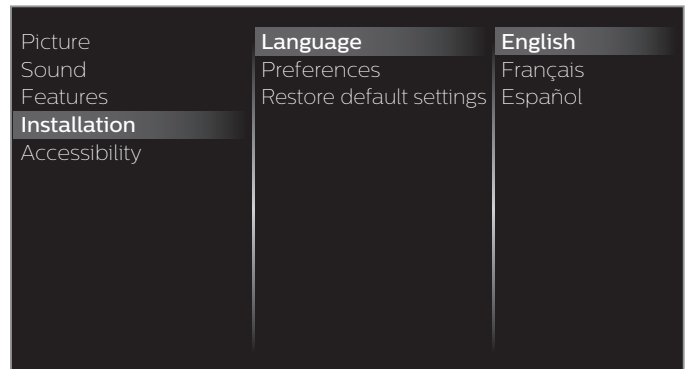 Picture
Sound
Features
Installation
Accessibility
Language
Preferences
Restore default settings
English
Français
Español